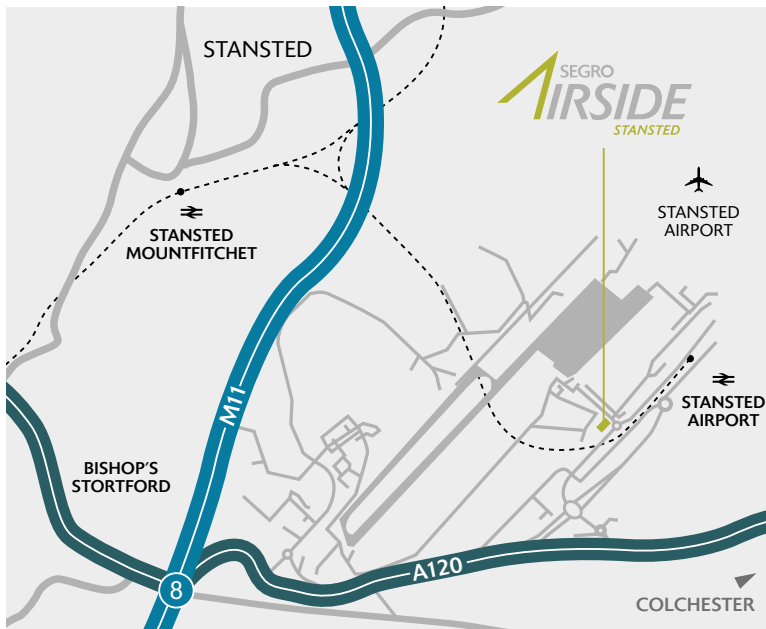 STANSTED
SEGRO
AIRSIDE
STANSTED
STANSTED
AIRPORT
STANSTED
MOUNTFITCHET
M11
STANSTED
AIRPORT
BISHOP'S
STORTFORD
A120
8
COLCHESTER